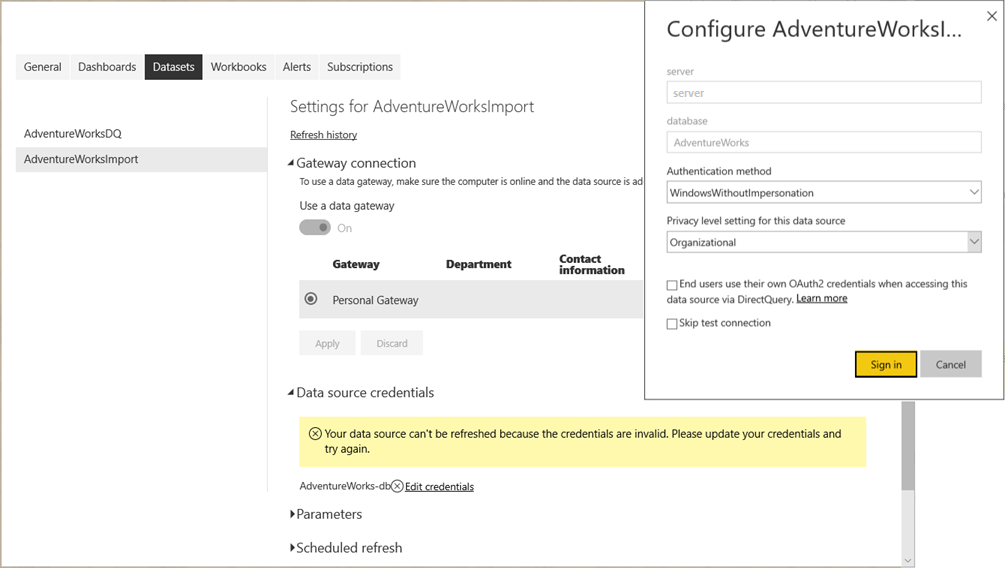 General Dashboards Datasets Workbooks Alerts Subscriptions
AdventureWorksDQ
AdventureWorksImport
Settings for AdventureWorksImport
Refresh history
Gateway connection
To use a data gateway, make sure the computer is online and the data source is ad
Use a data gateway
On
Gateway Department Contact
information
Personal Gateway
Apply Discard
Data source credentials
Your data source can't be refreshed because the credentials are invalid. Please update your credentials and
try again.
AdventureWorks-db Edit credentials
Parameters
Scheduled refresh
Configure AdventureWorksI...
server
server
database
AdventureWorks
Authentication method
WindowsWithoutImpersonation
Privacy level setting for this data source
Organizational
End users use their own OAuth2 credentials when accessing this
data source via DirectQuery. Learn more
Skip test connection
Sign in Cancel